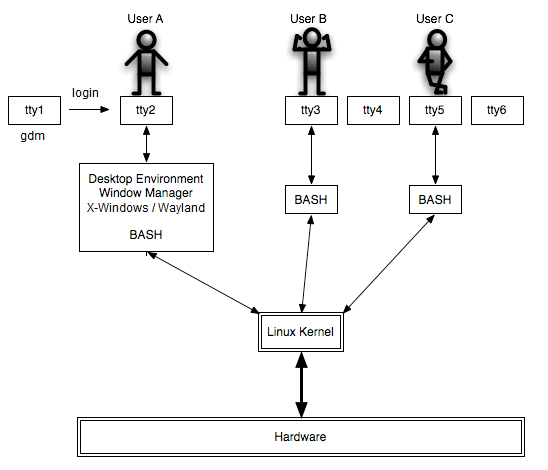 User A
User B
User C
login
tty1
tty2
tty3
tty4
tty5
tty6
gdm
Desktop Environment
Window Manager
X-Windows / Wayland
BASH
BASH
BASH
Linux Kernel
Hardware